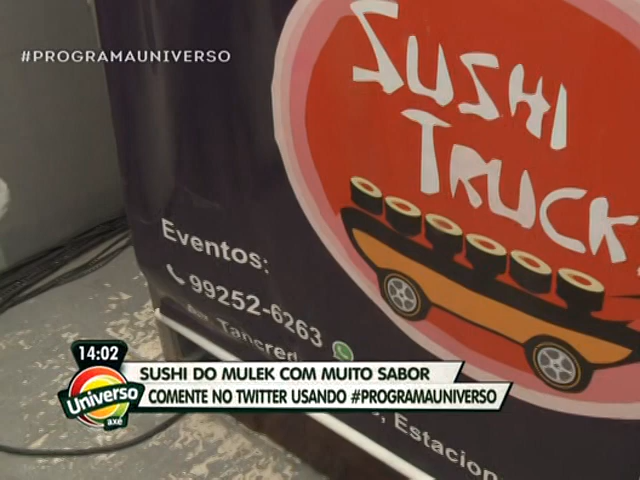 #PROGRAMAUNIVERSO
SUSHI
TRUCK
Eventos:
99252-6263
Av. Tancred
, Estacion
14:02
Universo
axé
SUSHI DO MULEK COM MUITO SABOR
COMENTE NO TWITTER USANDO #PROGRAMAUNIVERSO